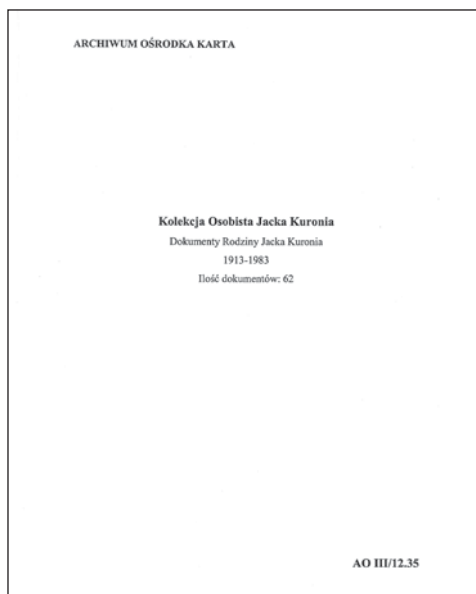 ARCHIWUM OŚRODKA KARTA
Kolekcja Osobista Jacka Kuronia
Dokumenty Rodziny Jacka Kuronia
1913-1983
Ilość dokumentów: 62
AO III/12.35